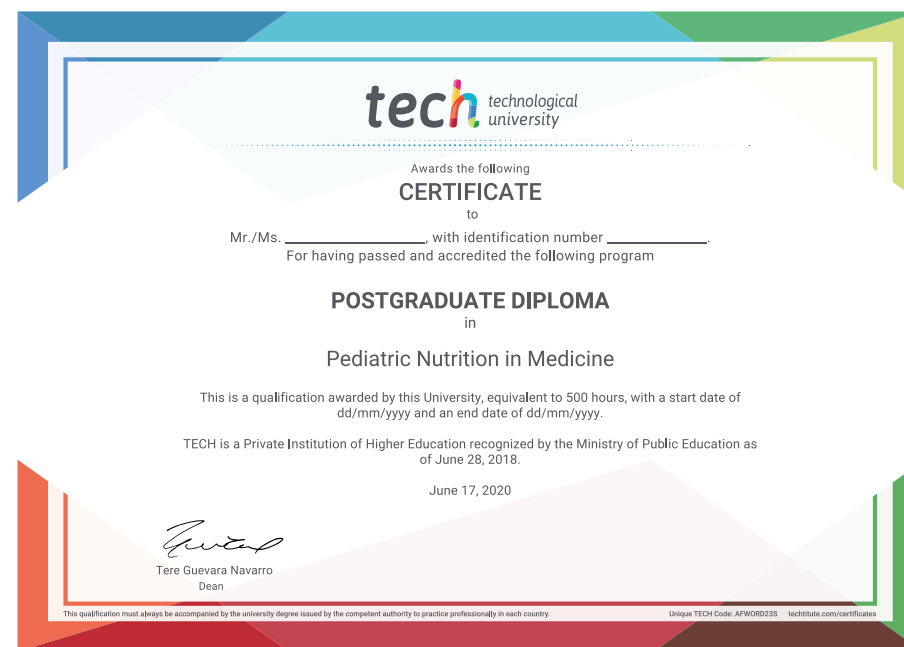 tech technological
university
Awards the following
CERTIFICATE
to
Mr./Ms. ____________________, with identification number ______________.
For having passed and accredited the following program
POSTGRADUATE DIPLOMA
in
Pediatric Nutrition in Medicine
This is a qualification awarded by this University, equivalent to 500 hours, with a start date of
dd/mm/yyyy and an end date of dd/mm/yyyy.
TECH is a Private Institution of Higher Education recognized by the Ministry of Public Education as
of June 28, 2018.
June 17, 2020
Tere Guevara Navarro
Dean
This qualification must always be accompanied by the university degree issued by the competent authority to practice professionally in each country. Unique TECH Code: AFWORD23S techtitute.com/certificates